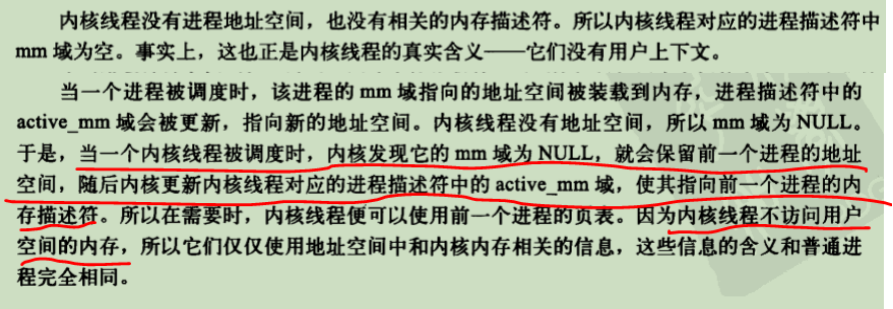 内核线程没有进程地址空间，也没有相关的内存描述符。所以内核线程对应的进程描述符中
mm 域为空。事实上，这也正是内核线程的真实含义——它们没有用户上下文。
当一个进程被调度时，该进程的 mm 域指向的地址空间被装载到内存，进程描述符中的
active_mm 域会被更新，指向新的地址空间。内核线程没有地址空间，所以 mm 域为 NULL。
于是，当一个内核线程被调度时，内核发现它的 mm 域为 NULL，就会保留前一个进程的地址
空间，随后内核更新内核线程对应的进程描述符中的 active_mm 域，使其指向前一个进程的内
存描述符。所以在需要时，内核线程便可以使用前一个进程的页表。因为内核线程不访问用户
空间的内存，所以它们仅仅使用地址空间中和内核内存相关的信息，这些信息的含义和普通进
程完全相同。